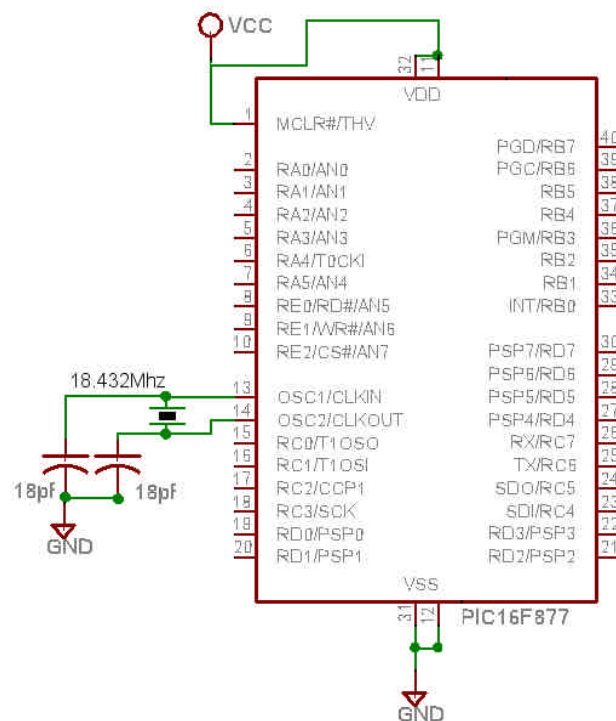 VCC
32 11
VDD
1 MCLR#/THV
PGD/RB7 40
2 RA0/AN0
PGC/RB6 39
3 RA1/AN1
RB5 38
4 RA2/AN2
RB4 37
5 RA3/AN3
PGM/RB3 36
6 RA4/T0CKI
RB2 35
7 RA5/AN4
RB1 34
8 RE0/RD#/AN5
INT/RB0 33
9 RE1/WR#/AN6
10 RE2/CS#/AN7
PSP7/RD7 30
PSP6/RD6 29
18.432Mhz
13 OSC1/CLKIN
PSP5/RD5 28
14 OSC2/CLKOUT
PSP4/RD4 27
15 RC0/T1OSO
RX/RC7 26
16 RC1/T1OSI
TX/RC6 25
17 RC2/CCP1
SDO/RC5 24
18pF 18pF
18 RC3/SCK
SDI/RC4 23
19 RD0/PSP0
RD3/PSP3 22
20 RD1/PSP1
RD2/PSP2 21
GND
VSS
31 12
PIC16F877
GND